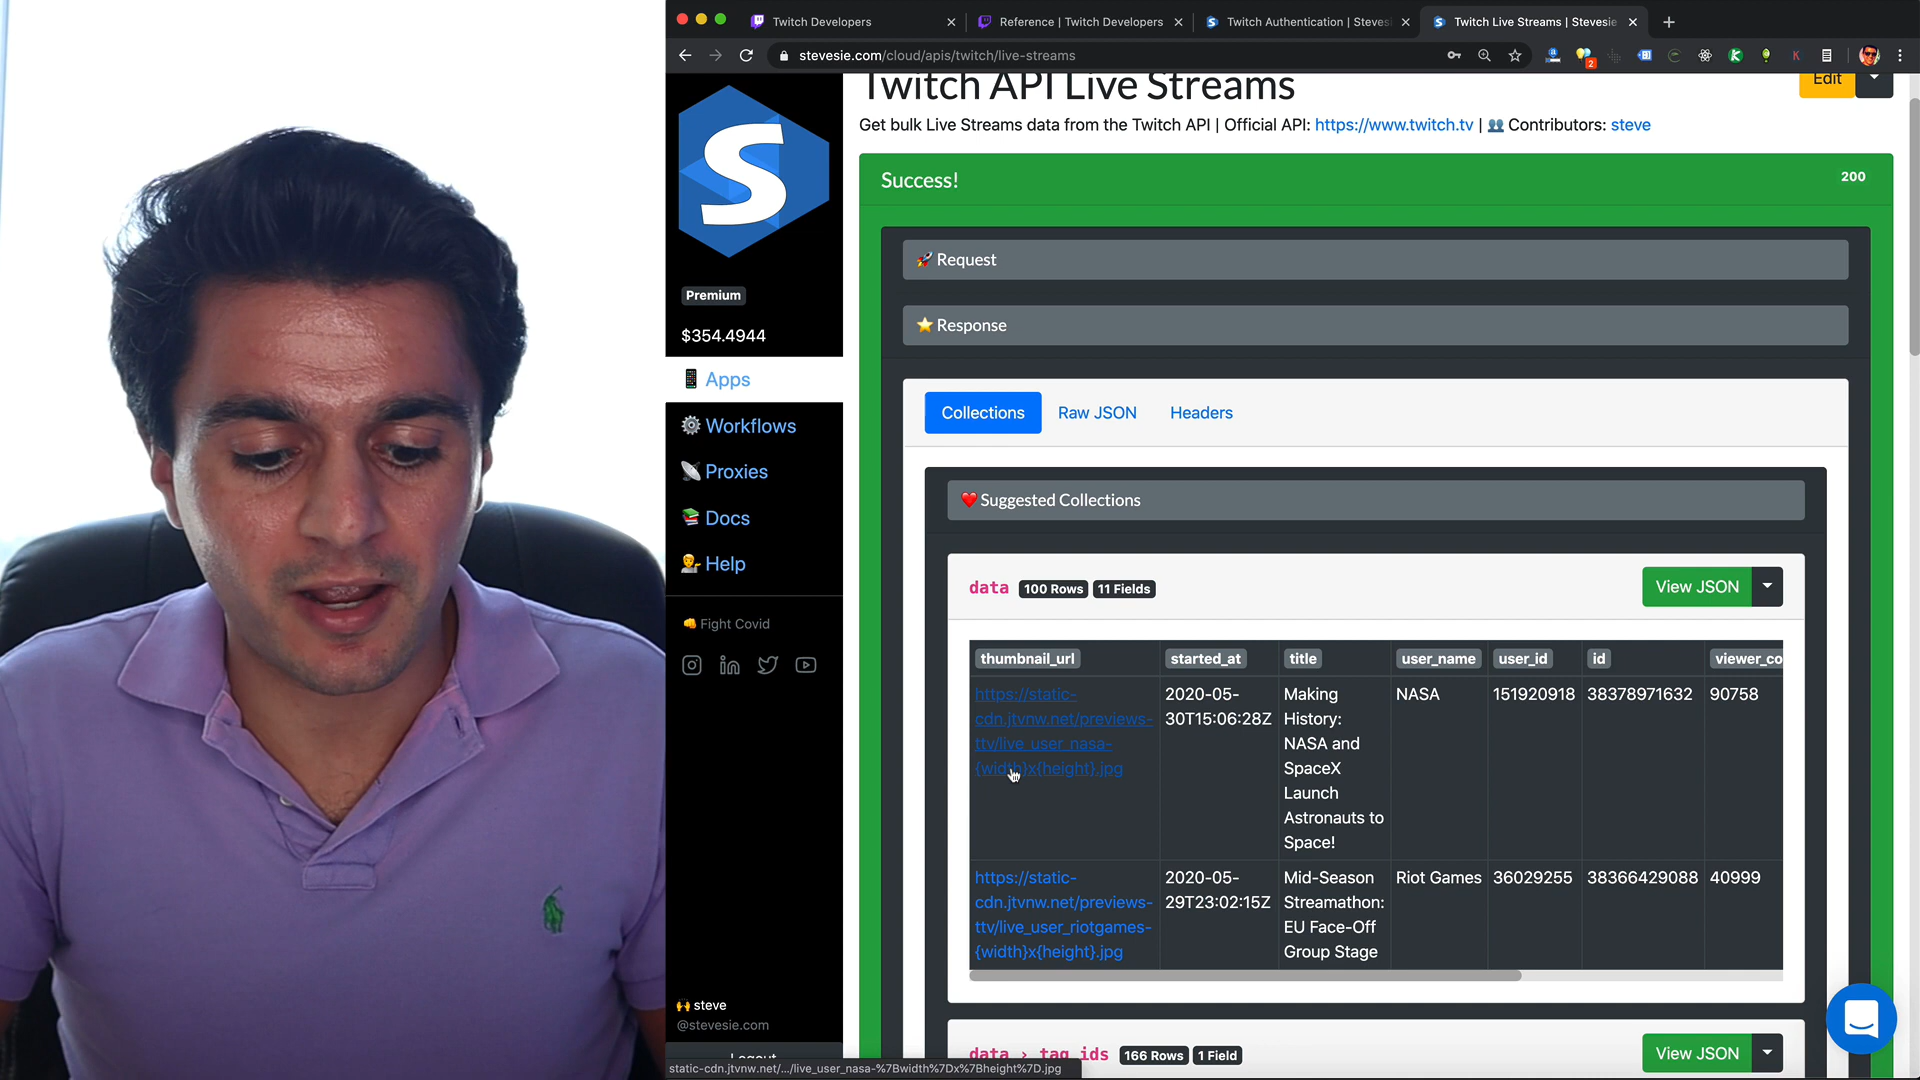 Twitch Developers
Reference | Twitch Developers
Twitch Authentication | Steves
Twitch Live Streams | Stevesie
stevesie.com/cloud/apis/twitch/live-streams
2
Twitch API Live Streams
Edit
Get bulk Live Streams data from the Twitch API | Official API: https://www.twitch.tv | 👥 Contributors: steve
Success!
200
S
Premium
$354.4944
📱 Apps
⚙️ Workflows
📡 Proxies
📚 Docs
💁 Help
👊 Fight Covid
🚀 Request
⭐ Response
Collections
Raw JSON
Headers
❤️ Suggested Collections
data 100 Rows 11 Fields
View JSON
thumbnail_url
started_at
title
user_name
user_id
id
viewer_co
https://static-
cdn.jtvnw.net/previews-
ttv/live_user_nasa-
{width}x{height}.jpg
2020-05-
30T15:06:28Z
Making
History:
NASA and
SpaceX
Launch
Astronauts to
Space!
NASA
151920918
38378971632
90758
https://static-
cdn.jtvnw.net/previews-
ttv/live_user_riotgames-
{width}x{height}.jpg
2020-05-
29T23:02:15Z
Mid-Season
Streamathon:
EU Face-Off
Group Stage
Riot Games
36029255
38366429088
40999
data › tag_ids 166 Rows 1 Field
View JSON
🙌 steve
@stevesie.com
Logout
static-cdn.jtvnw.net/.../live_user_nasa-%7Bwidth%7Dx%7Bheight%7D.jpg